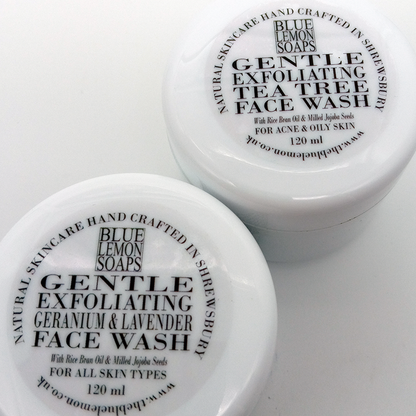 NATURAL SKINCARE HAND CRAFTED IN SHREWSBURY
BLUE
LEMON
SOAPS
GENTLE
EXFOLIATING
TEA TREE
FACE WASH
With Rice Bran Oil & Milled Jojoba Seeds
FOR ACNE & OILY SKIN
120 ml
www.thebluelemon.co.uk
NATURAL SKINCARE HAND CRAFTED IN SHREWSBURY
BLUE
LEMON
SOAPS
GENTLE
EXFOLIATING
GERANIUM & LAVENDER
FACE WASH
With Rice Bran Oil & Milled Jojoba Seeds
FOR ALL SKIN TYPES
120 ml
www.thebluelemon.co.uk